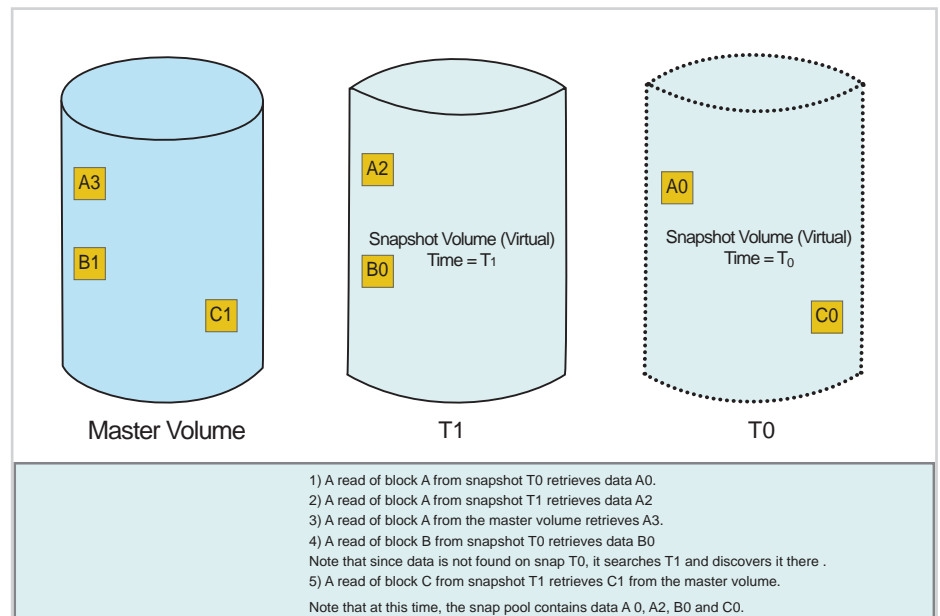 A3
B1
C1
A2
Snapshot Volume (Virtual)
Time = T1
B0
A0
Snapshot Volume (Virtual)
Time = T0
C0
Master Volume
T1
T0
1) A read of block A from snapshot T0 retrieves data A0.
2) A read of block A from snapshot T1 retrieves data A2
3) A read of block A from the master volume retrieves A3.
4) A read of block B from snapshot T0 retrieves data B0
Note that since data is not found on snap T0, it searches T1 and discovers it there .
5) A read of block C from snapshot T1 retrieves C1 from the master volume.
Note that at this time, the snap pool contains data A 0, A2, B0 and C0.